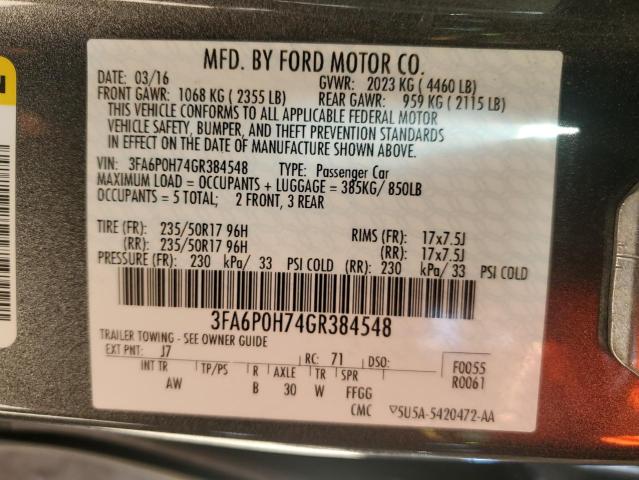 MFD. BY FORD MOTOR CO.
DATE: 03/16 GVWR: 2023 KG ( 4460 LB)
FRONT GAWR: 1068 KG ( 2355 LB) REAR GAWR: 959 KG ( 2115 LB)
THIS VEHICLE CONFORMS TO ALL APPLICABLE FEDERAL MOTOR
VEHICLE SAFETY, BUMPER, AND THEFT PREVENTION STANDARDS
IN EFFECT ON THE DATE OF MANUFACTURE SHOWN ABOVE.
VIN: 3FA6P0H74GR384548 TYPE: Passenger Car
MAXIMUM LOAD = OCCUPANTS + LUGGAGE = 385KG/ 850LB
OCCUPANTS = 5 TOTAL; 2 FRONT, 3 REAR
TIRE (FR): 235/50R17 96H RIMS (FR): 17x7.5J
(RR): 235/50R17 96H (RR): 17x7.5J
PRESSURE (FR): 230 kPa/ 33 PSI COLD (RR): 230 kPa/ 33 PSI COLD
3FA6P0H74GR384548
TRAILER TOWING - SEE OWNER GUIDE
EXT PNT: J7 RC: 71 DSO: F0055
R0061
INT TR TP/PS R AXLE TR SPR
AW B 30 W FFGG
CMC ▽5U5A-5420472-AA